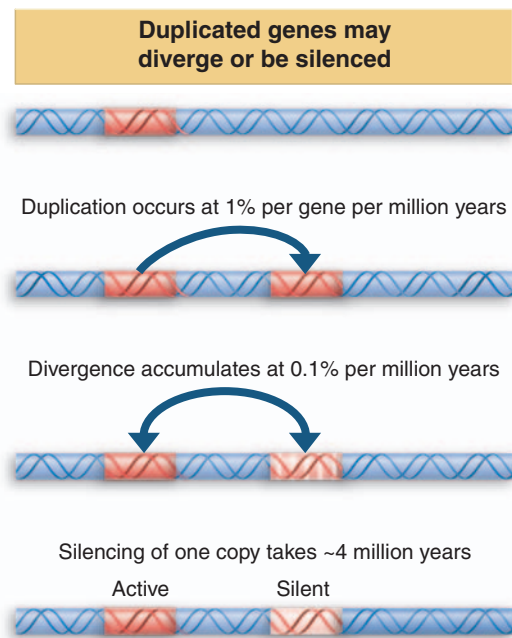 Duplicated genes may
diverge or be silenced
Duplication occurs at 1% per gene per million years
Divergence accumulates at 0.1% per million years
Silencing of one copy takes ~4 million years
Active Silent